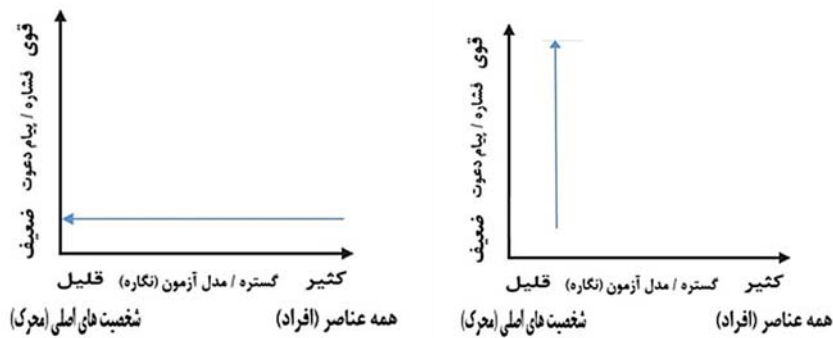 قوی
فشاره / پیام دعوت
ضعیف
کثیر گستره / مدل آزمون (نگاره) قلیل
همه عناصر (افراد) شخصیت های اصلی (محرک)
قوی
فشاره / پیام دعوت
ضعیف
کثیر گستره / مدل آزمون (نگاره) قلیل
همه عناصر (افراد) شخصیت های اصلی (محرک)